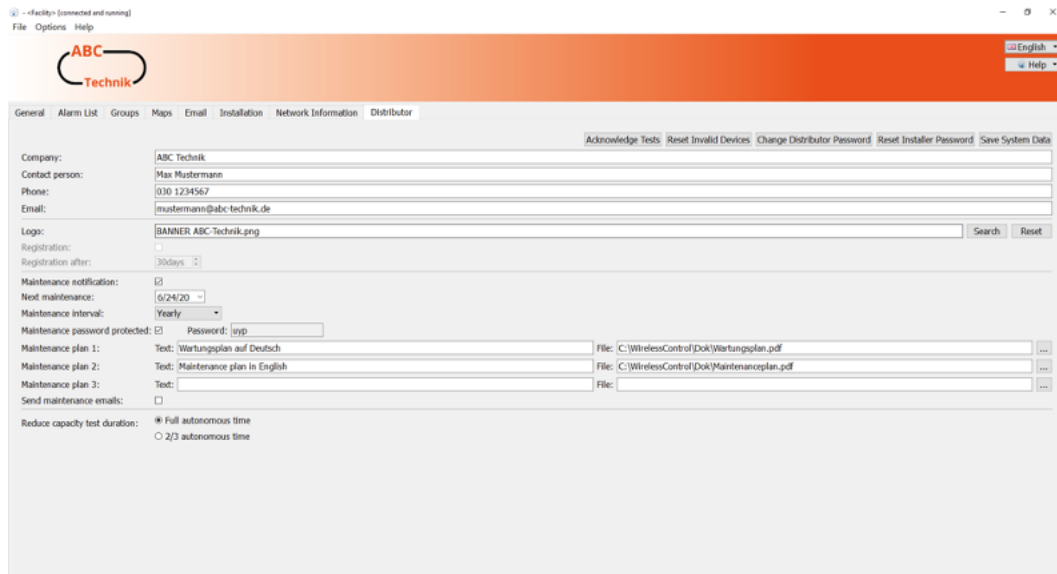 - <Facility> [connected and running]
File Options Help
ABC
Technik
English
Help
General Alarm List Groups Maps Email Installation Network Information Distributor
Acknowledge Tests Reset Invalid Devices Change Distributor Password Reset Installer Password Save System Data
Company: ABC Technik
Contact person: Max Mustermann
Phone: 030 1234567
Email: mustermann@abc-technik.de
Logo: BANNER ABC-Technik.png Search Reset
Registration:
Registration after: 30days
Maintenance notification:
Next maintenance: 6/24/20
Maintenance interval: Yearly
Maintenance password protected: Password: uyp
Maintenance plan 1: Text: Wartungsplan auf Deutsch File: C:\WirelessControl\Dok\Wartungsplan.pdf ...
Maintenance plan 2: Text: Maintenance plan in English File: C:\WirelessControl\Dok\Maintenanceplan.pdf ...
Maintenance plan 3: Text: File: ...
Send maintenance emails:
Reduce capacity test duration: Full autonomous time
2/3 autonomous time